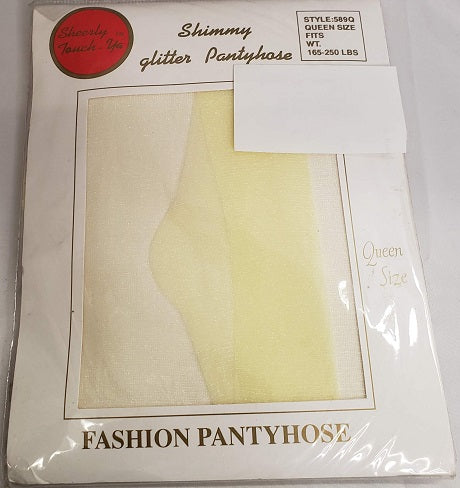 Sheerly TM
Touch-Ya
Shimmy
glitter Pantyhose
STYLE:589Q
QUEEN SIZE
FITS
WT.
165-250 LBS
Queen
Size
FASHION PANTYHOSE